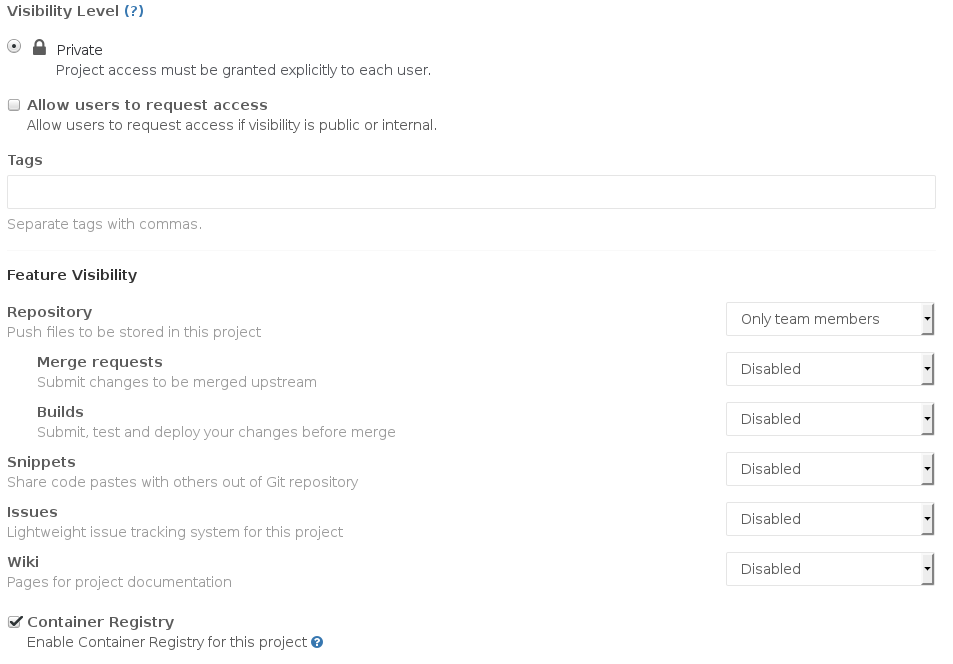 Visibility Level (?)
Private
Project access must be granted explicitly to each user.
Allow users to request access
Allow users to request access if visibility is public or internal.
Tags
Separate tags with commas.
Feature Visibility
Repository
Only team members
Push files to be stored in this project
Merge requests
Disabled
Submit changes to be merged upstream
Builds
Disabled
Submit, test and deploy your changes before merge
Snippets
Disabled
Share code pastes with others out of Git repository
Issues
Disabled
Lightweight issue tracking system for this project
Wiki
Disabled
Pages for project documentation
Container Registry
Enable Container Registry for this project ?